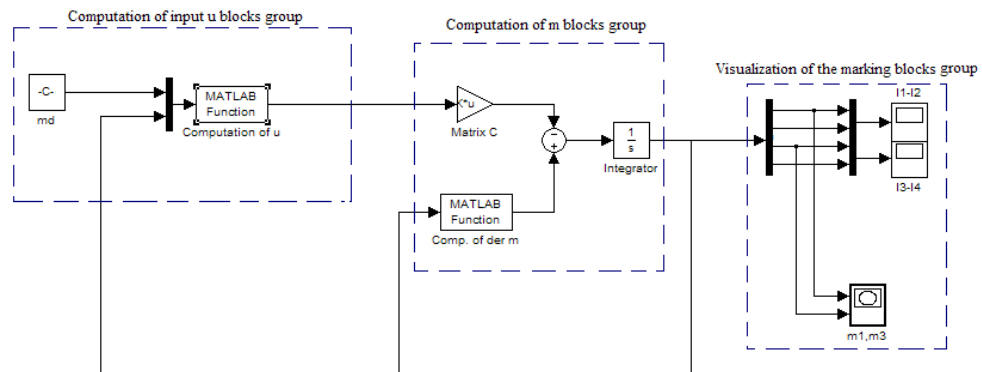 Computation of input u blocks group
-C-
md
MATLAB
Function
Computation of u
Computation of m blocks group
K*u
Matrix C
−
+
1
s
Integrator
MATLAB
Function
Comp. of der m
Visualization of the marking blocks group
I1-I2
I3-I4
m1,m3